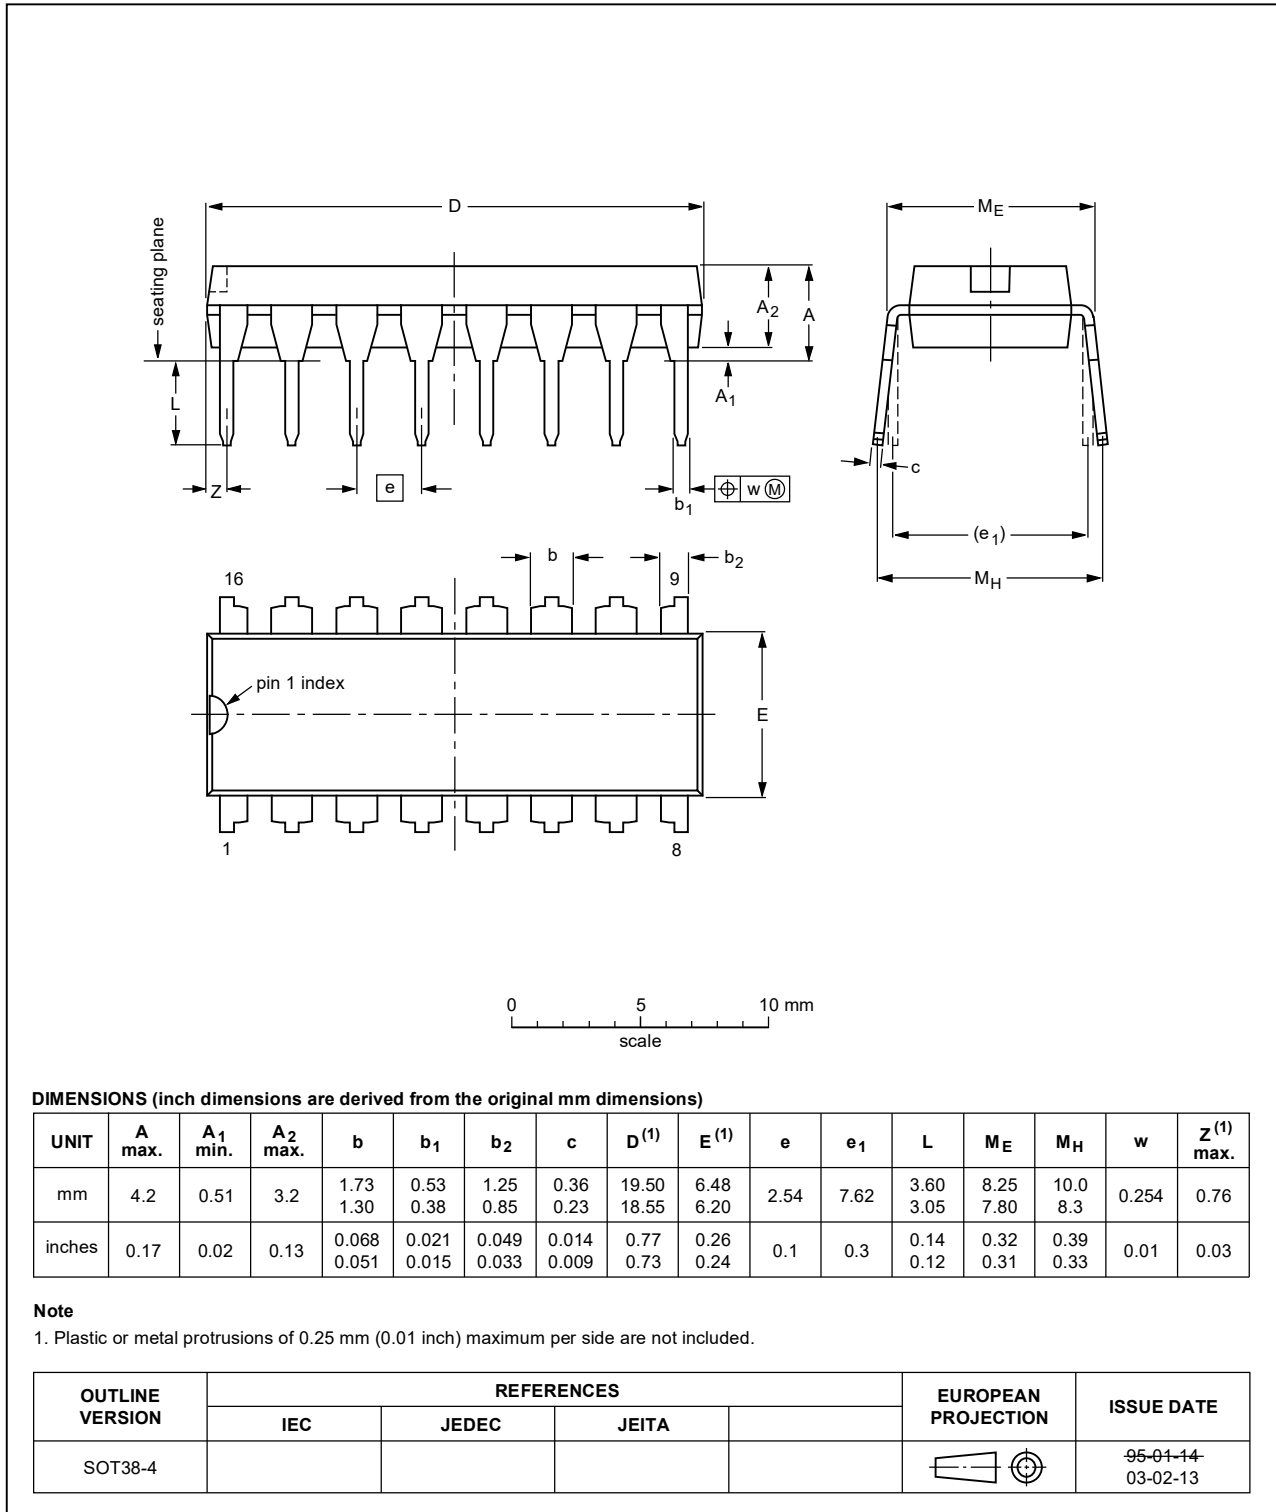 D
ME
seating plane
A2
A
L
A1
Z
e
b1
w M
c
(e1)
MH
b
b2
16
9
pin 1 index
E
1
8
0 5 10 mm
scale
DIMENSIONS (inch dimensions are derived from the original mm dimensions)
UNIT A max. A1 min. A2 max. b b1 b2 c D(1) E(1) e e1 L ME MH w Z(1) max.
mm 4.2 0.51 3.2 1.73 1.30 0.53 0.38 1.25 0.85 0.36 0.23 19.50 18.55 6.48 6.20 2.54 7.62 3.60 3.05 8.25 7.80 10.0 8.3 0.254 0.76
inches 0.17 0.02 0.13 0.068 0.051 0.021 0.015 0.049 0.033 0.014 0.009 0.77 0.73 0.26 0.24 0.1 0.3 0.14 0.12 0.32 0.31 0.39 0.33 0.01 0.03
Note
1. Plastic or metal protrusions of 0.25 mm (0.01 inch) maximum per side are not included.
OUTLINE VERSION
REFERENCES
EUROPEAN PROJECTION
ISSUE DATE
IEC JEDEC JEITA
SOT38-4
95-01-14
03-02-13